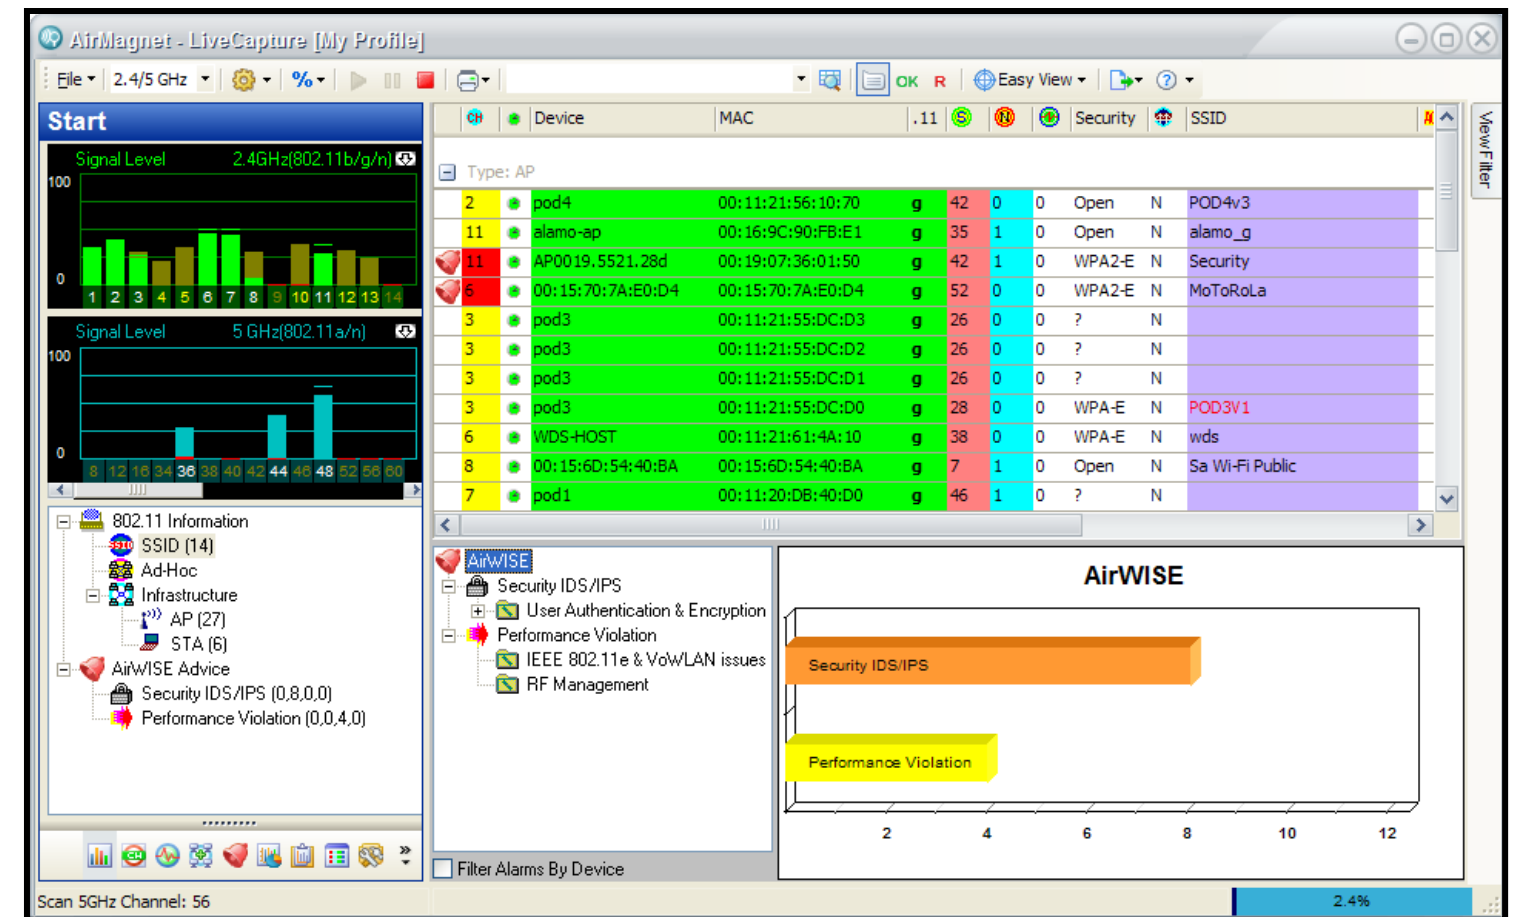 AirMagnet - LiveCapture [My Profile]
File 2.4/5 GHz % OK R Easy View ?
Start
Signal Level 2.4GHz(802.11b/g/n)
100
0
1 2 3 4 5 6 7 8 9 10 11 12 13 14
Signal Level 5 GHz(802.11a/n)
100
0
8 12 16 34 36 38 40 42 44 46 48 52 56 60
802.11 Information
SSID (14)
Ad-Hoc
Infrastructure
AP (27)
STA (6)
AirWISE Advice
Security IDS/IPS (0,8,0,0)
Performance Violation (0,0,4,0)
CH Device MAC .11 S N Security SSID
Type: AP
2 pod4 00:11:21:56:10:70 g 42 0 0 Open N POD4v3
11 alamo-ap 00:16:9C:90:FB:E1 g 35 1 0 Open N alamo_g
11 AP0019.5521.28d 00:19:07:36:01:50 g 42 1 0 WPA2-E N Security
6 00:15:70:7A:E0:D4 00:15:70:7A:E0:D4 g 52 0 0 WPA2-E N MoToRoLa
3 pod3 00:11:21:55:DC:D3 g 26 0 0 ? N
3 pod3 00:11:21:55:DC:D2 g 26 0 0 ? N
3 pod3 00:11:21:55:DC:D1 g 26 0 0 ? N
3 pod3 00:11:21:55:DC:D0 g 28 0 0 WPA-E N POD3V1
6 WDS-HOST 00:11:21:61:4A:10 g 38 0 0 WPA-E N wds
8 00:15:6D:54:40:BA 00:15:6D:54:40:BA g 7 1 0 Open N Sa Wi-Fi Public
7 pod1 00:11:20:DB:40:D0 g 46 1 0 ? N
View Filter
AirWISE
Security IDS/IPS
User Authentication & Encryption
Performance Violation
IEEE 802.11e & VoWLAN issues
RF Management
Filter Alarms By Device
AirWISE
Security IDS/IPS
Performance Violation
2 4 6 8 10 12
Scan 5GHz Channel: 56
2.4%